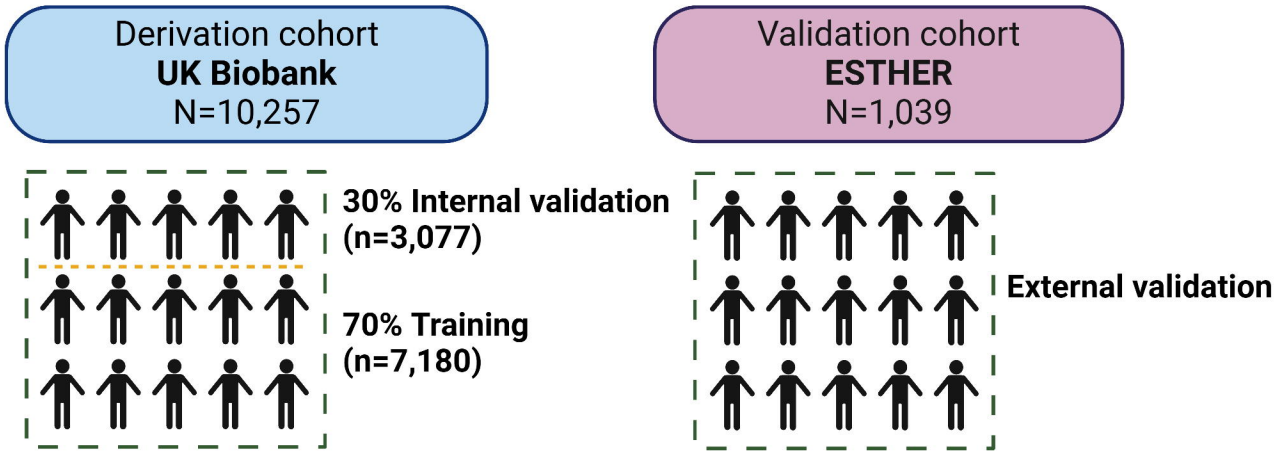 Derivation cohort
UK Biobank
N=10,257
Validation cohort
ESTHER
N=1,039
30% Internal validation
(n=3,077)
70% Training
(n=7,180)
External validation